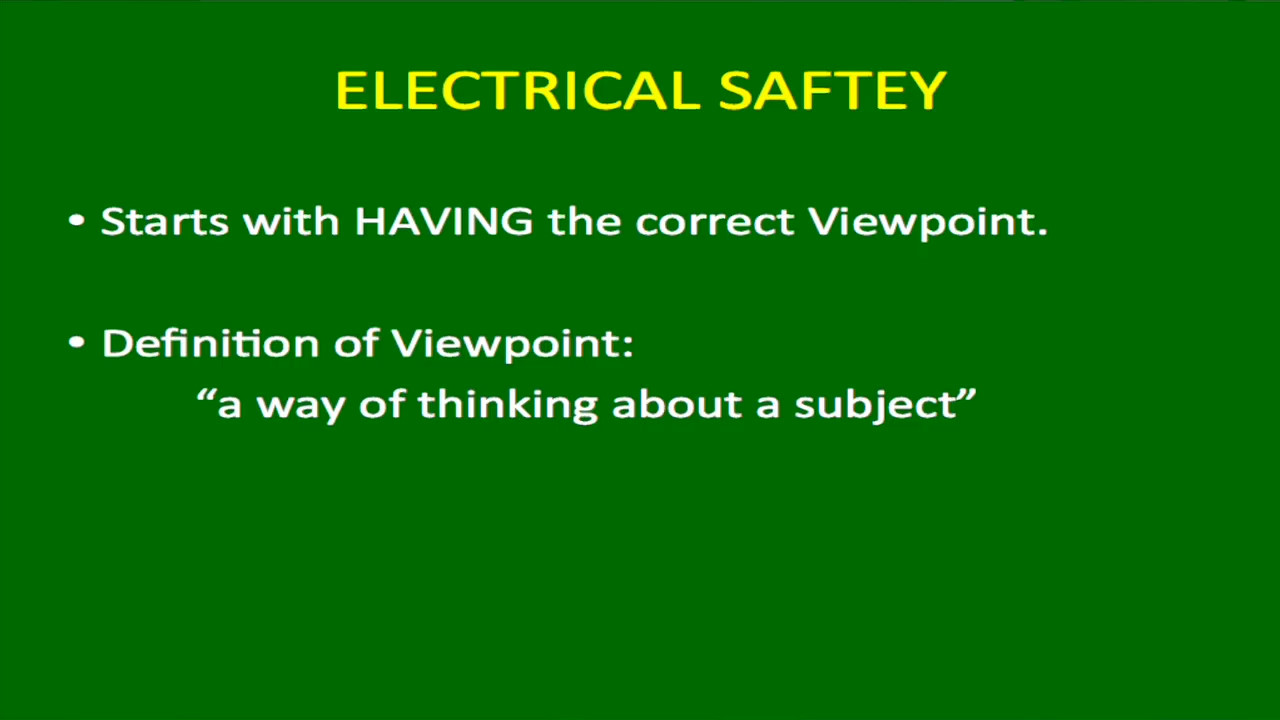 ELECTRICAL SAFTEY
• Starts with HAVING the correct Viewpoint.
• Definition of Viewpoint:
“a way of thinking about a subject”